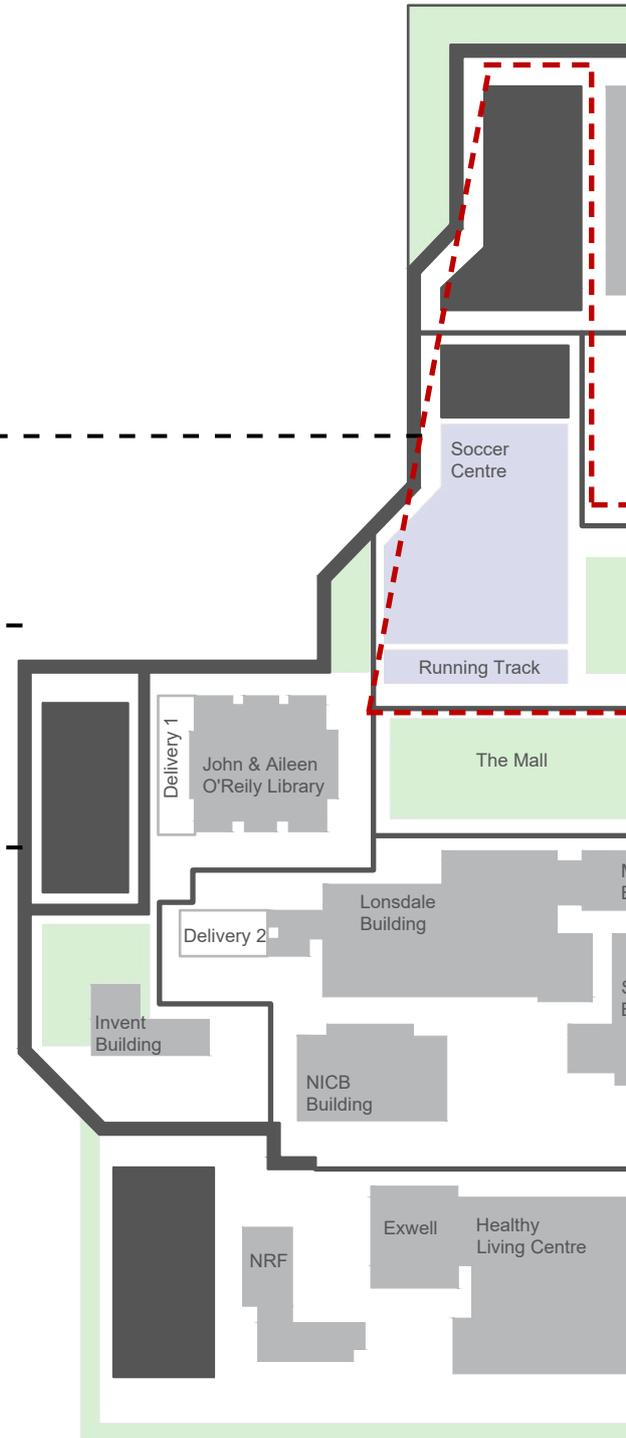 Soccer
Centre
Running Track
Delivery 1
John & Aileen
O'Reily Library
The Mall
Lonsdale
Building
Delivery 2
Invent
Building
NICB
Building
Exwell
Healthy
Living Centre
NRF